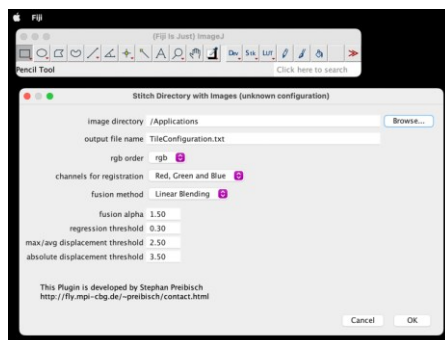 Fiji
(Fiji Is Just) ImageJ
Dev Stk LUT
Pencil Tool Click here to search
Stitch Directory with Images (unknown configuration)
image directory /Applications Browse...
output file name TileConfiguration.txt
rgb order rgb
channels for registration Red, Green and Blue
fusion method Linear Blending
fusion alpha 1.50
regression threshold 0.30
max/avg displacement threshold 2.50
absolute displacement threshold 3.50
This Plugin is developed by Stephan Preibisch
http://fly.mpi-cbg.de/~preibisch/contact.html
Cancel OK